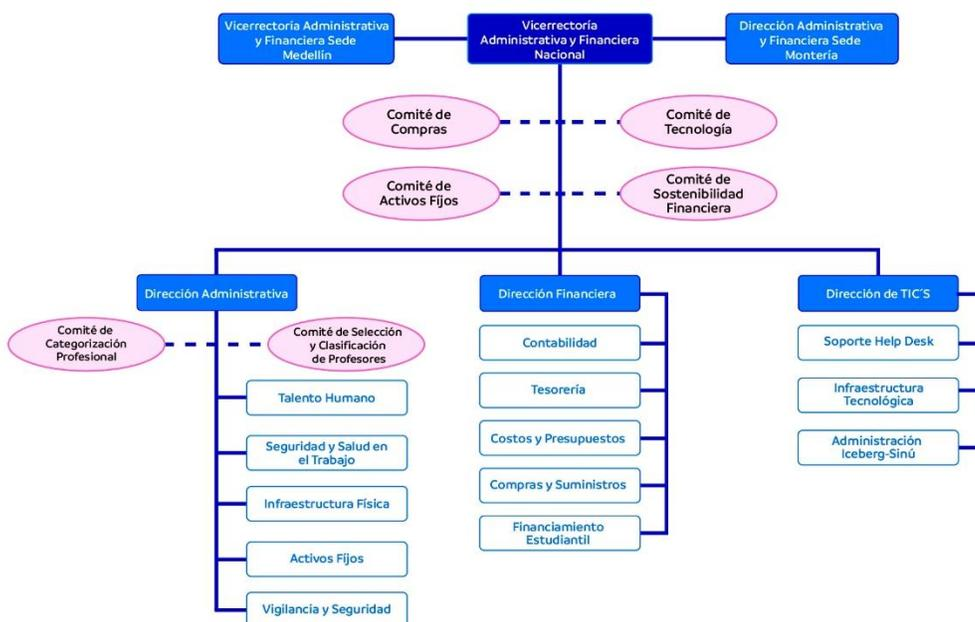 Vicerrectoría Administrativa
y Financiera Sede
Medellín
Vicerrectoría
Administrativa y Financiera
Nacional
Dirección Administrativa
y Financiera Sede
Montería
Comité de
Compras
Comité de
Tecnología
Comité de
Activos Fíjos
Comité de
Sostenibilidad
Financiera
Dirección Administrativa
Comité de
Categorización
Profesional
Comité de Selección
y Clasificación
de Profesores
Talento Humano
Seguridad y Salud en
el Trabajo
Infraestructura Física
Activos Fíjos
Vigilancia y Seguridad
Dirección Financiera
Contabilidad
Tesorería
Costos y Presupuestos
Compras y Suministros
Financiamiento
Estudiantil
Dirección de TIC´S
Soporte Help Desk
Infraestructura
Tecnológica
Administración
Iceberg-Sinú